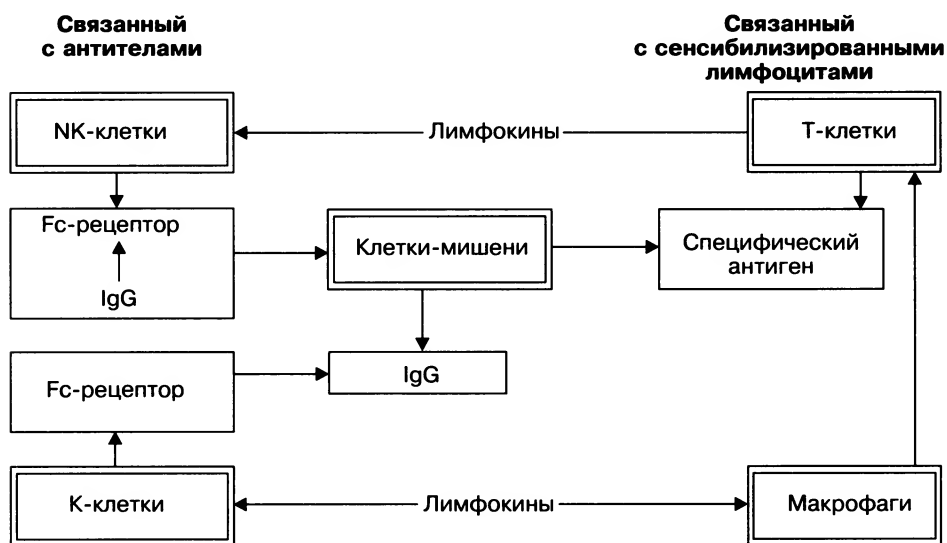 Связанный
с антителами
Связанный
с сенсибилизированными
лимфоцитами
NK-клетки
Лимфокины
Т-клетки
Fc-рецептор
IgG
Клетки-мишени
Специфический
антиген
Fc-рецептор
IgG
К-клетки
Лимфокины
Макрофаги